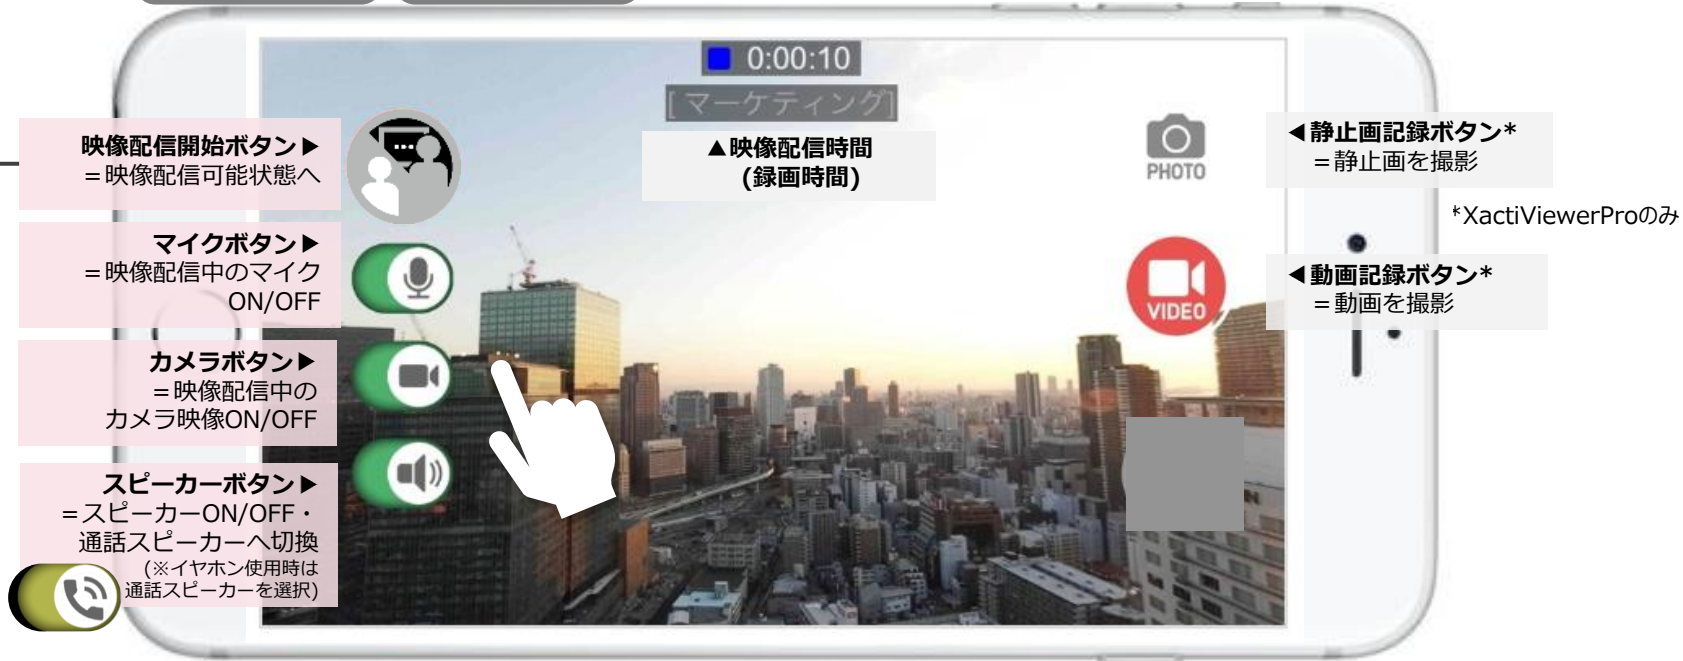 0:00:10
[マーケティング]
▲映像配信時間
(録画時間)
映像配信開始ボタン▶
＝映像配信可能状態へ
マイクボタン▶
＝映像配信中のマイク
ON/OFF
カメラボタン▶
＝映像配信中の
カメラ映像ON/OFF
スピーカーボタン▶
＝スピーカーON/OFF・
通話スピーカーへ切換
(※イヤホン使用時は
通話スピーカーを選択)
PHOTO
◀静止画記録ボタン*
＝静止画を撮影
*XactiViewerProのみ
VIDEO
◀動画記録ボタン*
＝動画を撮影